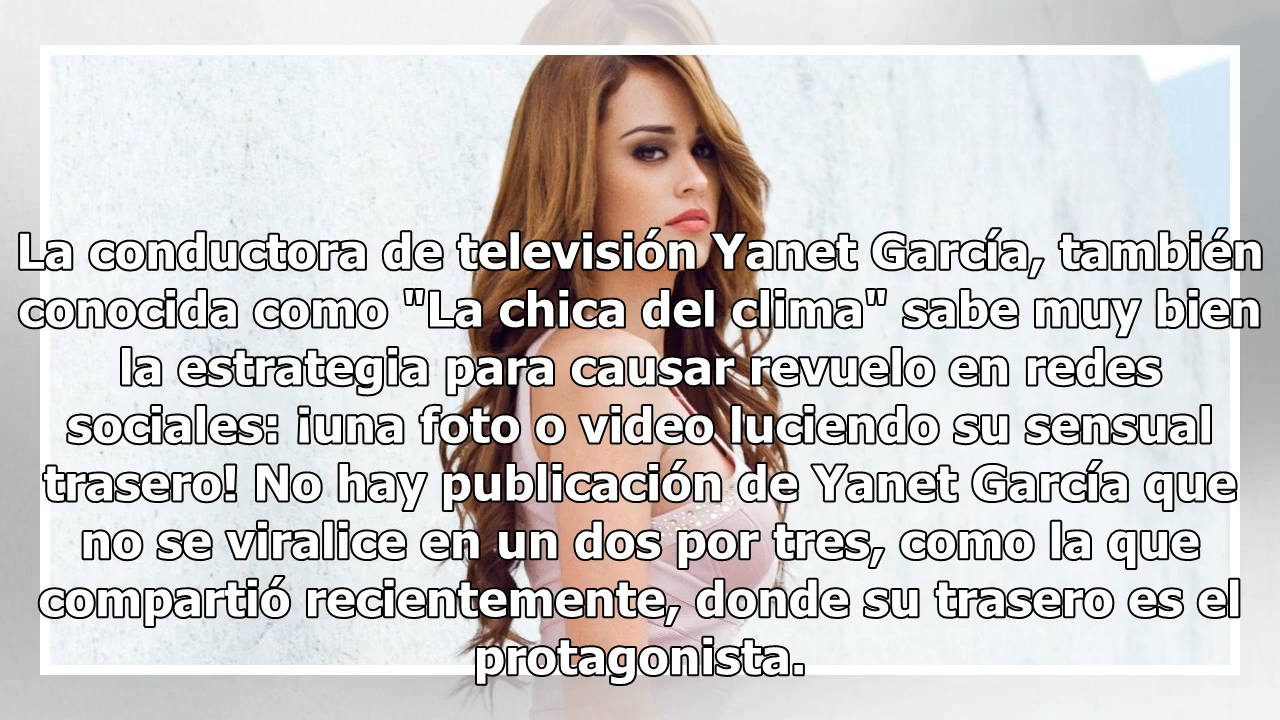 La conductora de televisión Yanet García, también
conocida como "La chica del clima" sabe muy bien
la estrategia para causar revuelo en redes
sociales: ¡una foto o video luciendo su sensual
trasero! No hay publicación de Yanet García que
no se viralice en un dos por tres, como la que
compartió recientemente, donde su trasero es el
protagonista.